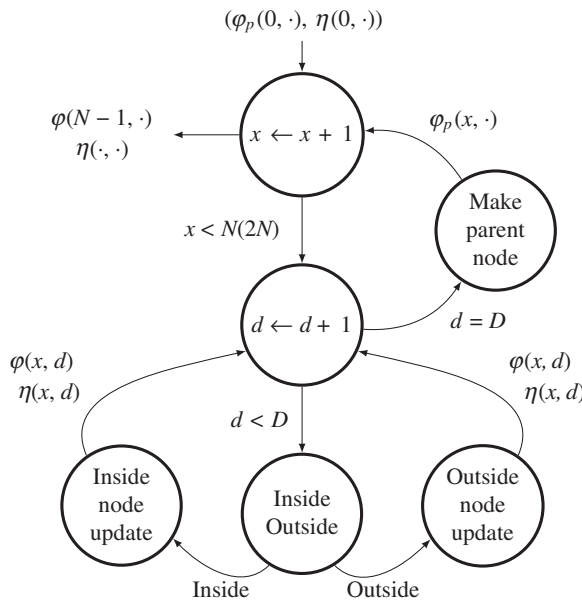 (φ_p(0, ·), η(0, ·))
φ(N − 1, ·)
η(·, ·)
x ← x + 1
φ_p(x, ·)
Make
parent
node
x < N(2N)
d ← d + 1
d = D
φ(x, d)
η(x, d)
φ(x, d)
η(x, d)
d < D
Inside
node
update
Inside
Outside
Outside
node
update
Inside
Outside